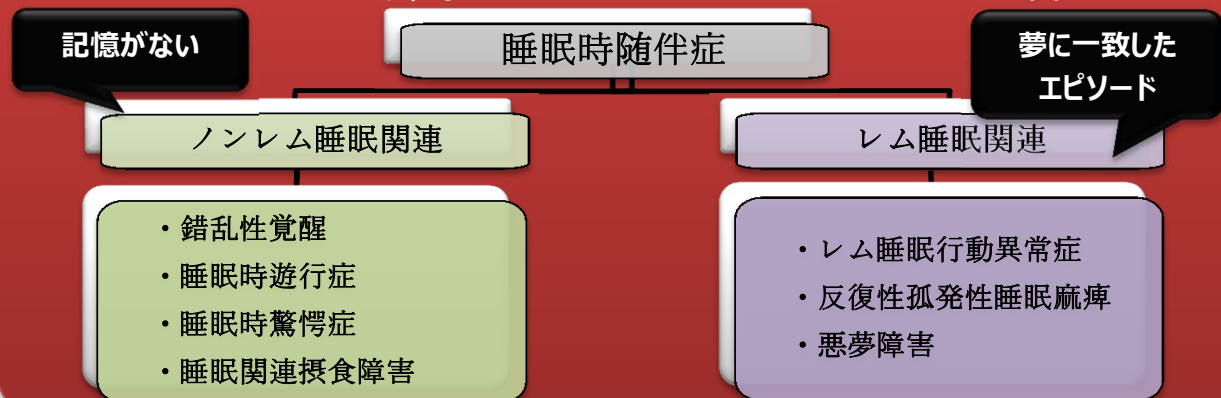 記憶がない
睡眠時随伴症
夢に一致した
エピソード
ノンレム睡眠関連
レム睡眠関連
・錯乱性覚醒
・睡眠時遊行症
・睡眠時驚愕症
・睡眠関連摂食障害
・レム睡眠行動異常症
・反復性孤発性睡眠麻痺
・悪夢障害